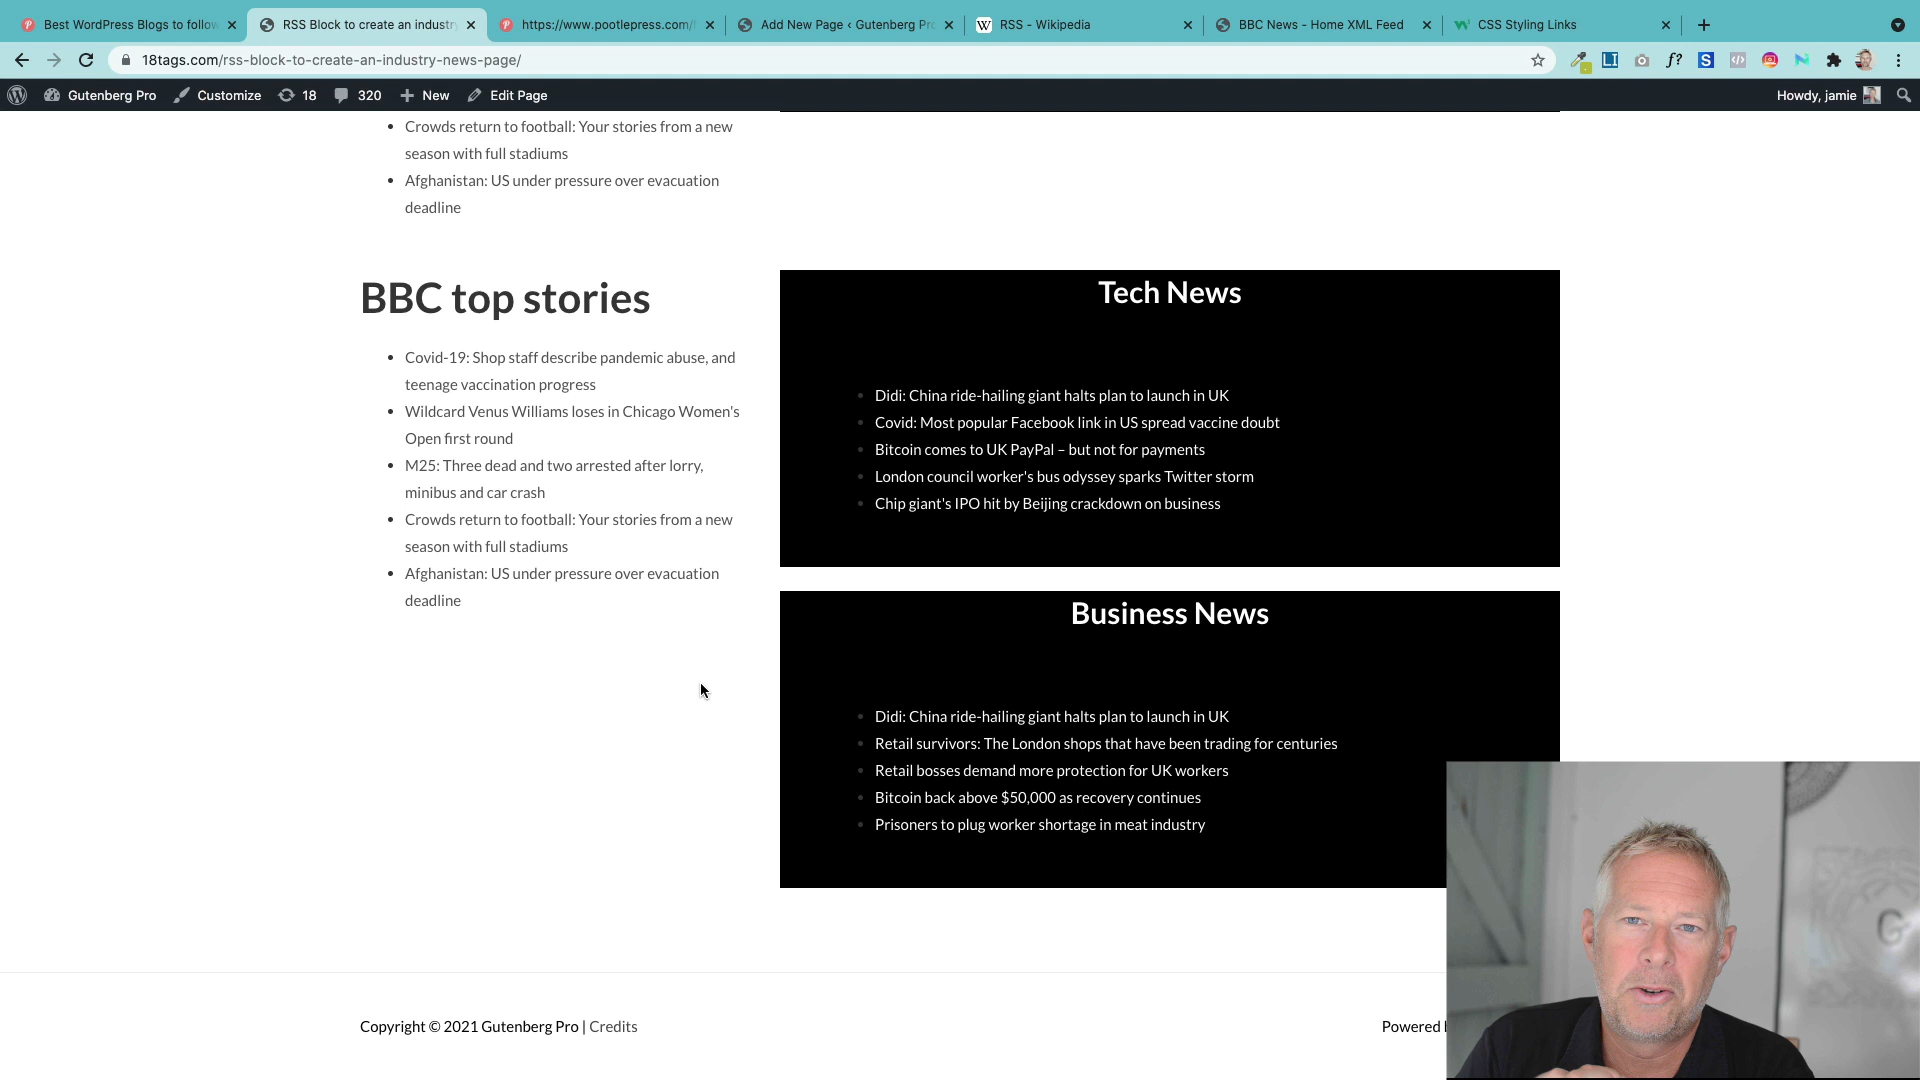 Best WordPress Blogs to follow
RSS Block to create an industry
https://www.pootlepress.com/
Add New Page ‹ Gutenberg Pro
RSS - Wikipedia
BBC News - Home XML Feed
CSS Styling Links
18tags.com/rss-block-to-create-an-industry-news-page/
Gutenberg Pro
Customize
18
320
New
Edit Page
Howdy, jamie
Crowds return to football: Your stories from a new
season with full stadiums
Afghanistan: US under pressure over evacuation
deadline
BBC top stories
Covid-19: Shop staff describe pandemic abuse, and
teenage vaccination progress
Wildcard Venus Williams loses in Chicago Women's
Open first round
M25: Three dead and two arrested after lorry,
minibus and car crash
Crowds return to football: Your stories from a new
season with full stadiums
Afghanistan: US under pressure over evacuation
deadline
Tech News
Didi: China ride-hailing giant halts plan to launch in UK
Covid: Most popular Facebook link in US spread vaccine doubt
Bitcoin comes to UK PayPal – but not for payments
London council worker's bus odyssey sparks Twitter storm
Chip giant's IPO hit by Beijing crackdown on business
Business News
Didi: China ride-hailing giant halts plan to launch in UK
Retail survivors: The London shops that have been trading for centuries
Retail bosses demand more protection for UK workers
Bitcoin back above $50,000 as recovery continues
Prisoners to plug worker shortage in meat industry
Copyright © 2021 Gutenberg Pro | Credits
Powered